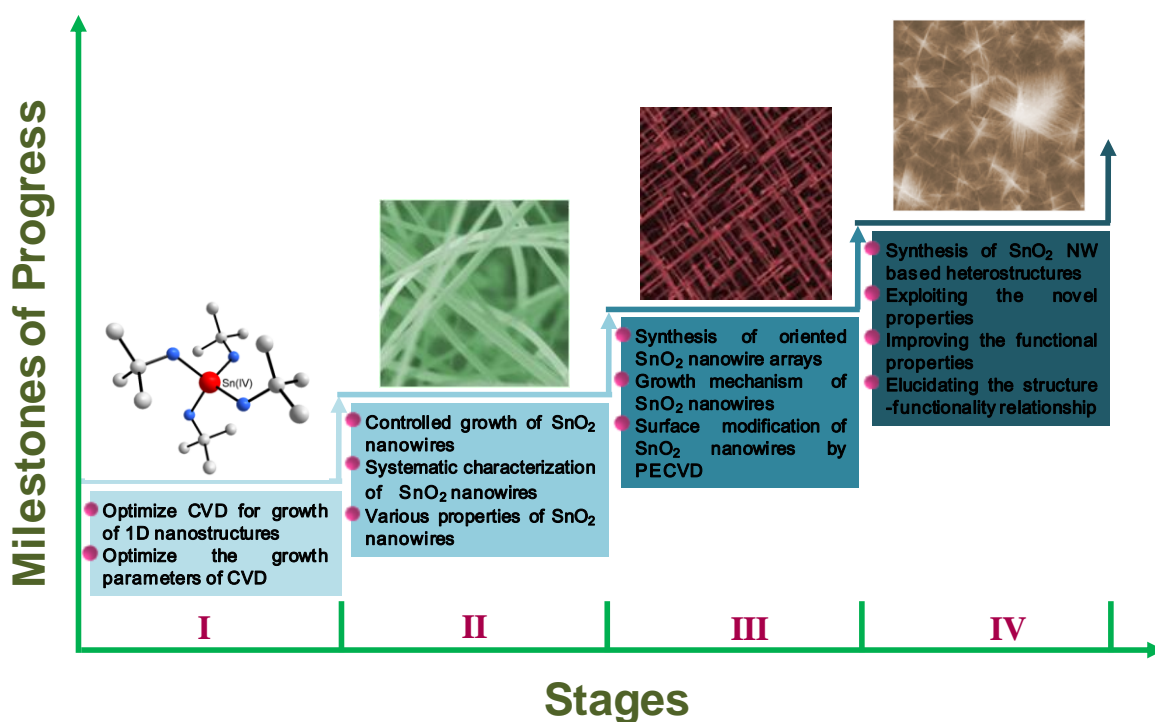 Milestones of Progress
Sn(IV)
Optimize CVD for growth
of 1D nanostructures
Optimize the growth
parameters of CVD
Controlled growth of SnO₂
nanowires
Systematic characterization
of SnO₂ nanowires
Various properties of SnO₂
nanowires
Synthesis of oriented
SnO₂ nanowire arrays
Growth mechanism of
SnO₂ nanowires
Surface modification of
SnO₂ nanowires by
PECVD
Synthesis of SnO₂ NW
based heterostructures
Exploiting the novel
properties
Improving the functional
properties
Elucidating the structure
-functionality relationship
I
II
III
IV
Stages